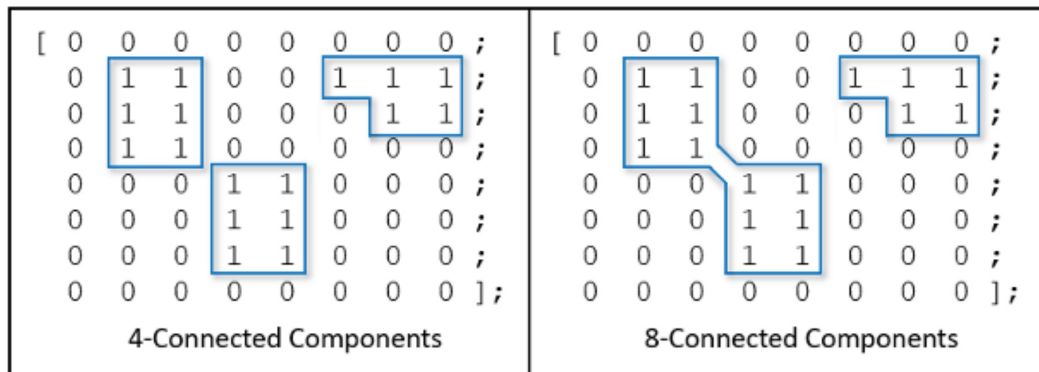 [ 0 0 0 0 0 0 0 0 ;
0 1 1 0 0 1 1 1 ;
0 1 1 0 0 0 1 1 ;
0 1 1 0 0 0 0 0 ;
0 0 0 1 1 0 0 0 ;
0 0 0 1 1 0 0 0 ;
0 0 0 1 1 0 0 0 ;
0 0 0 0 0 0 0 0 ];
4-Connected Components
[ 0 0 0 0 0 0 0 0 ;
0 1 1 0 0 1 1 1 ;
0 1 1 0 0 0 1 1 ;
0 1 1 0 0 0 0 0 ;
0 0 0 1 1 0 0 0 ;
0 0 0 1 1 0 0 0 ;
0 0 0 1 1 0 0 0 ;
0 0 0 0 0 0 0 0 ];
8-Connected Components